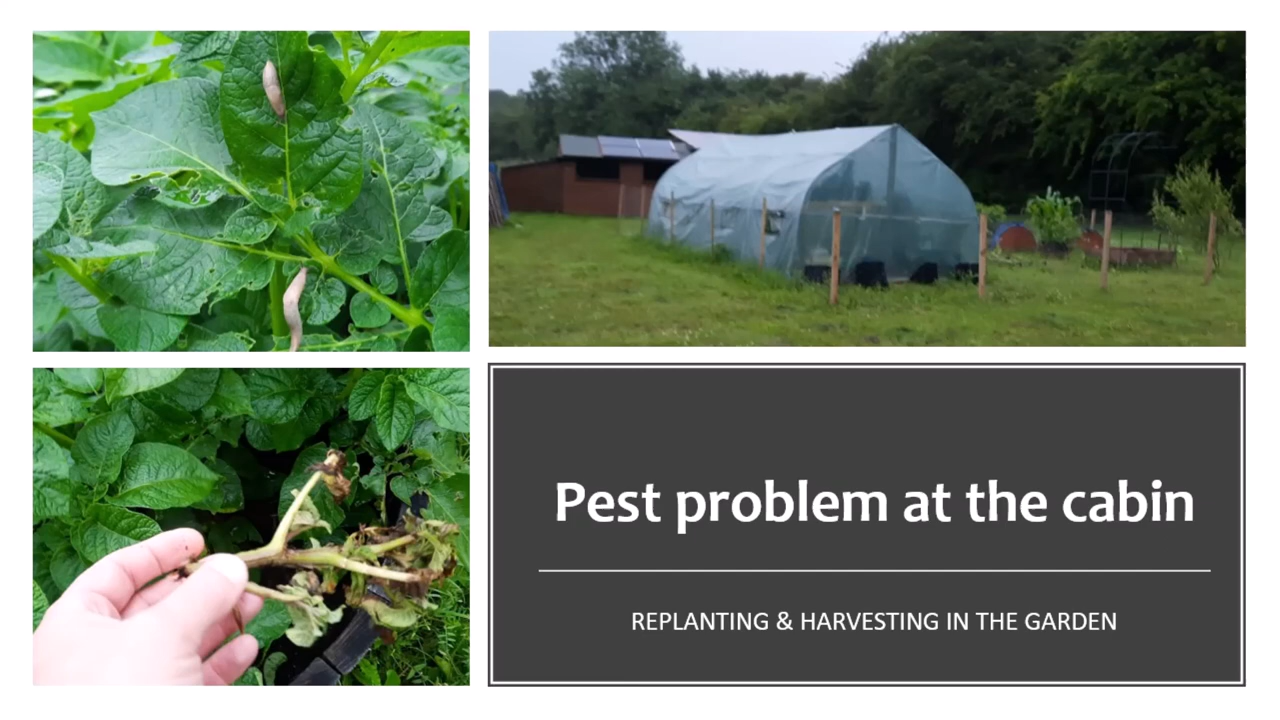 Pest problem at the cabin
REPLANTING & HARVESTING IN THE GARDEN